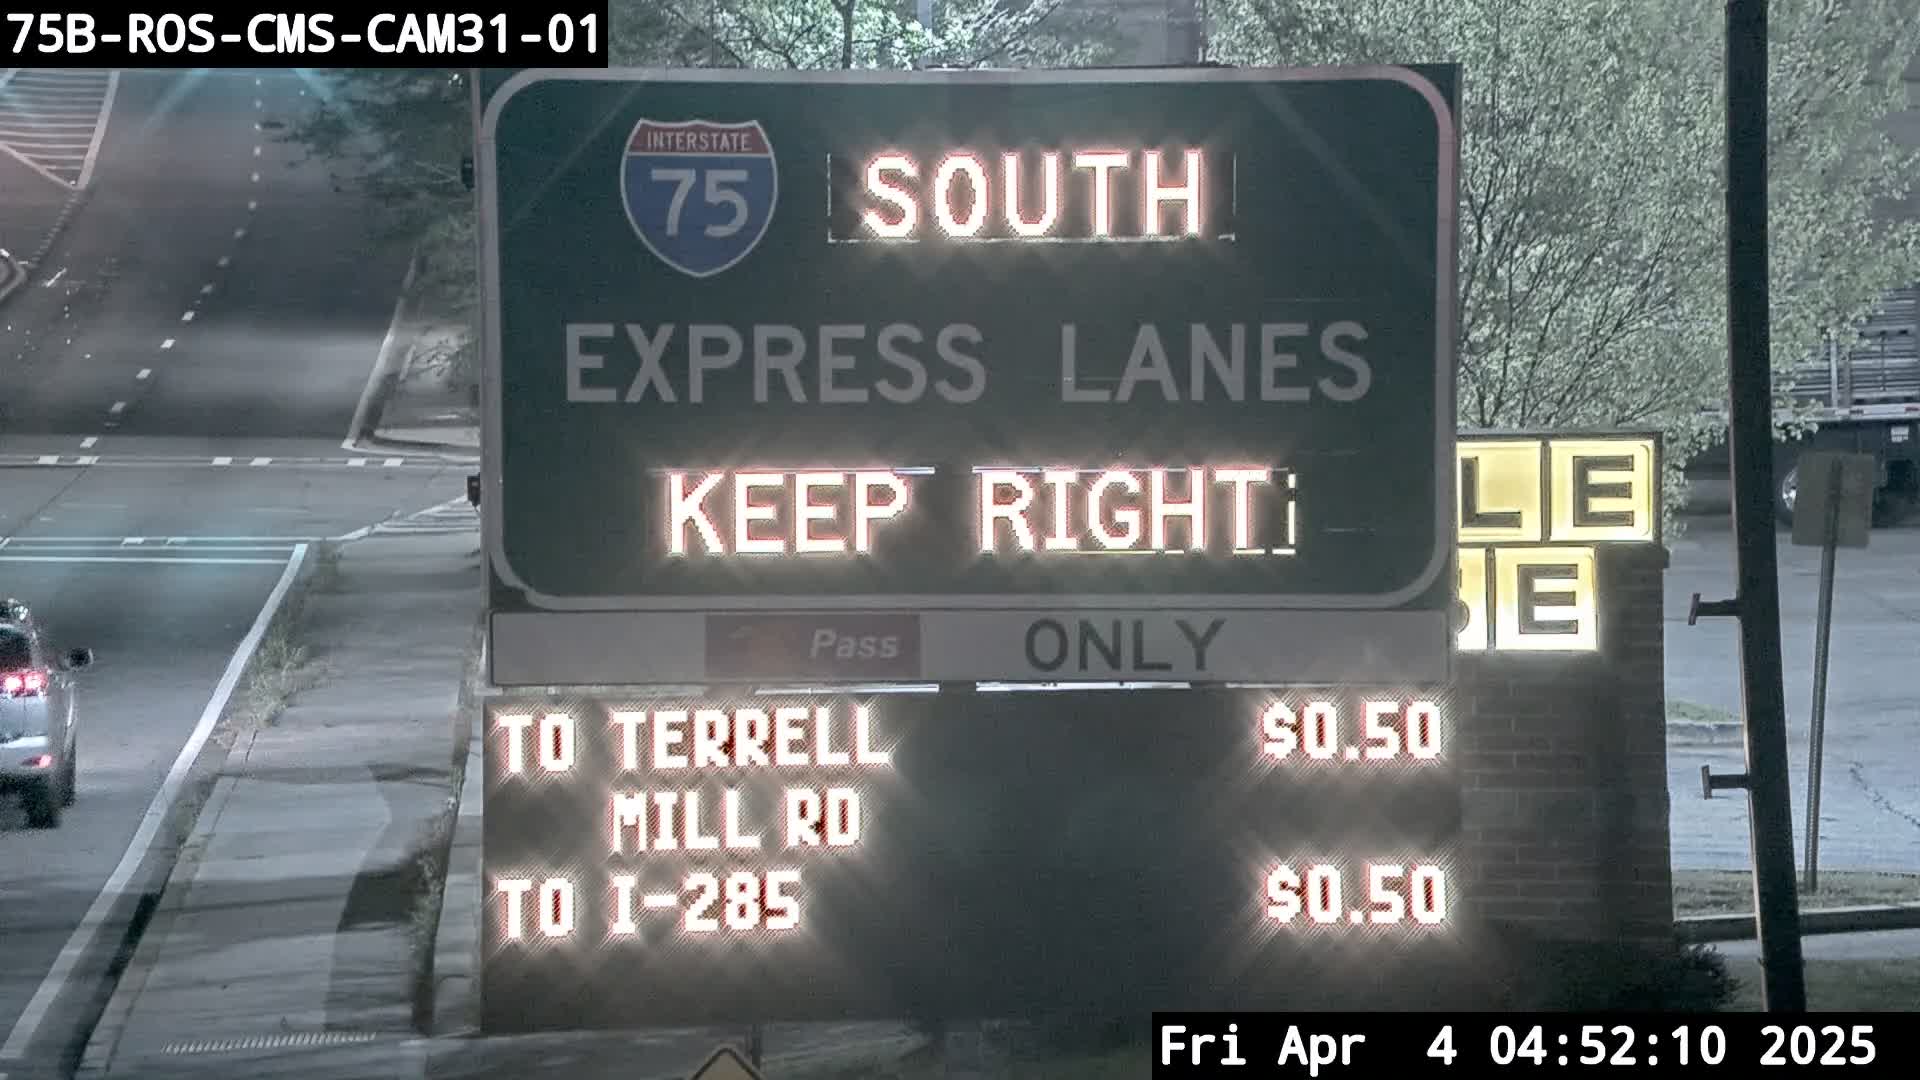 75B-ROS-CMS-CAM31-01
INTERSTATE
75
SOUTH
EXPRESS LANES
KEEP RIGHT
Pass ONLY
TO TERRELL $0.50
MILL RD
TO I-285 $0.50
LE
E
Fri Apr 4 04:52:10 2025